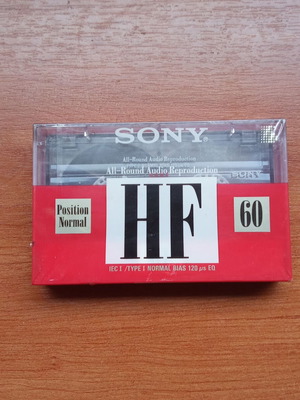 SONY
All-Round Audio Reproduction
All-Round Audio Reproduction
SONY
Position
Normal
HF
60
IEC I / TYPE I NORMAL BIAS 120 μs EQ